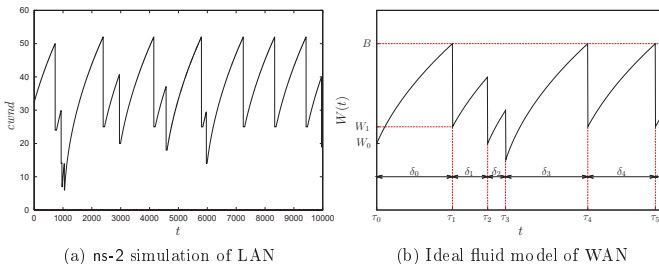 60
50
40
30
20
10
0
cwnd
0 1000 2000 3000 4000 5000 6000 7000 8000 9000 10000
t
(a) ns-2 simulation of LAN
B
W₁
W₀
W(t)
δ₀ δ₁ δ₂ δ₃ δ₄
τ₀ τ₁ τ₂ τ₃ τ₄ τ₅
t
(b) Ideal fluid model of WAN